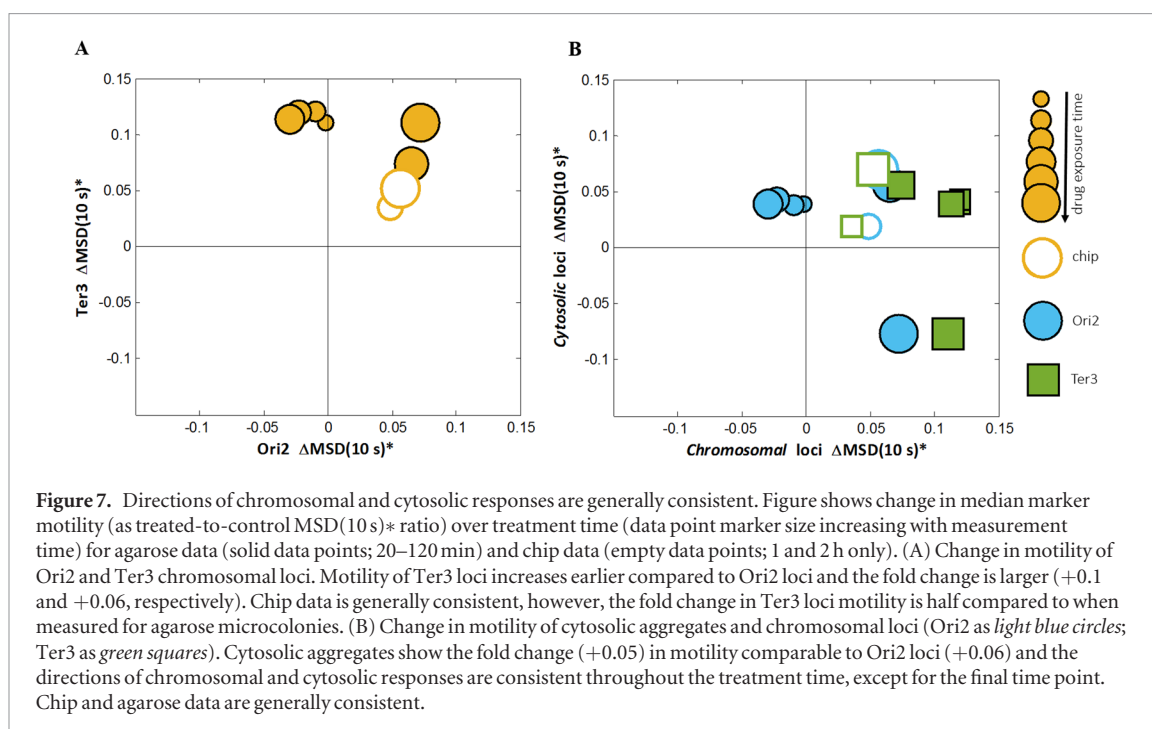 A
B
0.15
0.1
0.05
0
-0.05
-0.1
-0.1
-0.05
0
0.05
0.1
0.15
Ter3 ΔMSD(10 s)*
Ori2 ΔMSD(10 s)*
0.15
0.1
0.05
0
-0.05
-0.1
-0.1
-0.05
0
0.05
0.1
0.15
Cytosolic loci ΔMSD(10 s)*
Chromosomal loci ΔMSD(10 s)*
drug exposure time
chip
Ori2
Ter3
Figure 7. Directions of chromosomal and cytosolic responses are generally consistent. Figure shows change in median marker
motility (as treated-to-control MSD(10 s)* ratio) over treatment time (data point marker size increasing with measurement
time) for agarose data (solid data points; 20–120 min) and chip data (empty data points; 1 and 2 h only). (A) Change in motility of
Ori2 and Ter3 chromosomal loci. Motility of Ter3 loci increases earlier compared to Ori2 loci and the fold change is larger (+0.1
and +0.06, respectively). Chip data is generally consistent, however, the fold change in Ter3 loci motility is half compared to when
measured for agarose microcolonies. (B) Change in motility of cytosolic aggregates and chromosomal loci (Ori2 as light blue circles;
Ter3 as green squares). Cytosolic aggregates show the fold change (+0.05) in motility comparable to Ori2 loci (+0.06) and the
directions of chromosomal and cytosolic responses are consistent throughout the treatment time, except for the final time point.
Chip and agarose data are generally consistent.